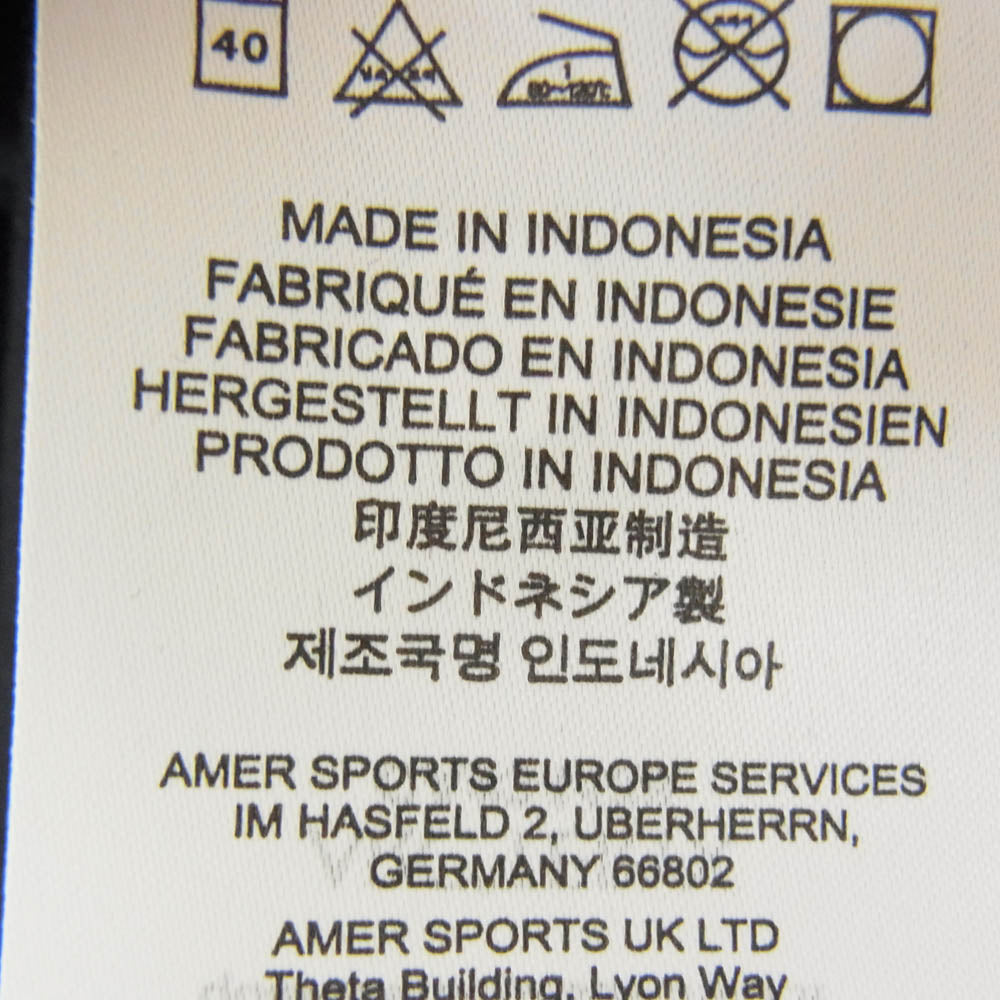 40
1
80~120℃
MADE IN INDONESIA
FABRIQUÉ EN INDONESIE
FABRICADO EN INDONESIA
HERGESTELLT IN INDONESIEN
PRODOTTO IN INDONESIA
印度尼西亚制造
インドネシア製
제조국명 인도네시아
AMER SPORTS EUROPE SERVICES
IM HASFELD 2, UBERHERRN,
GERMANY 66802
AMER SPORTS UK LTD
Theta Building, Lyon Way